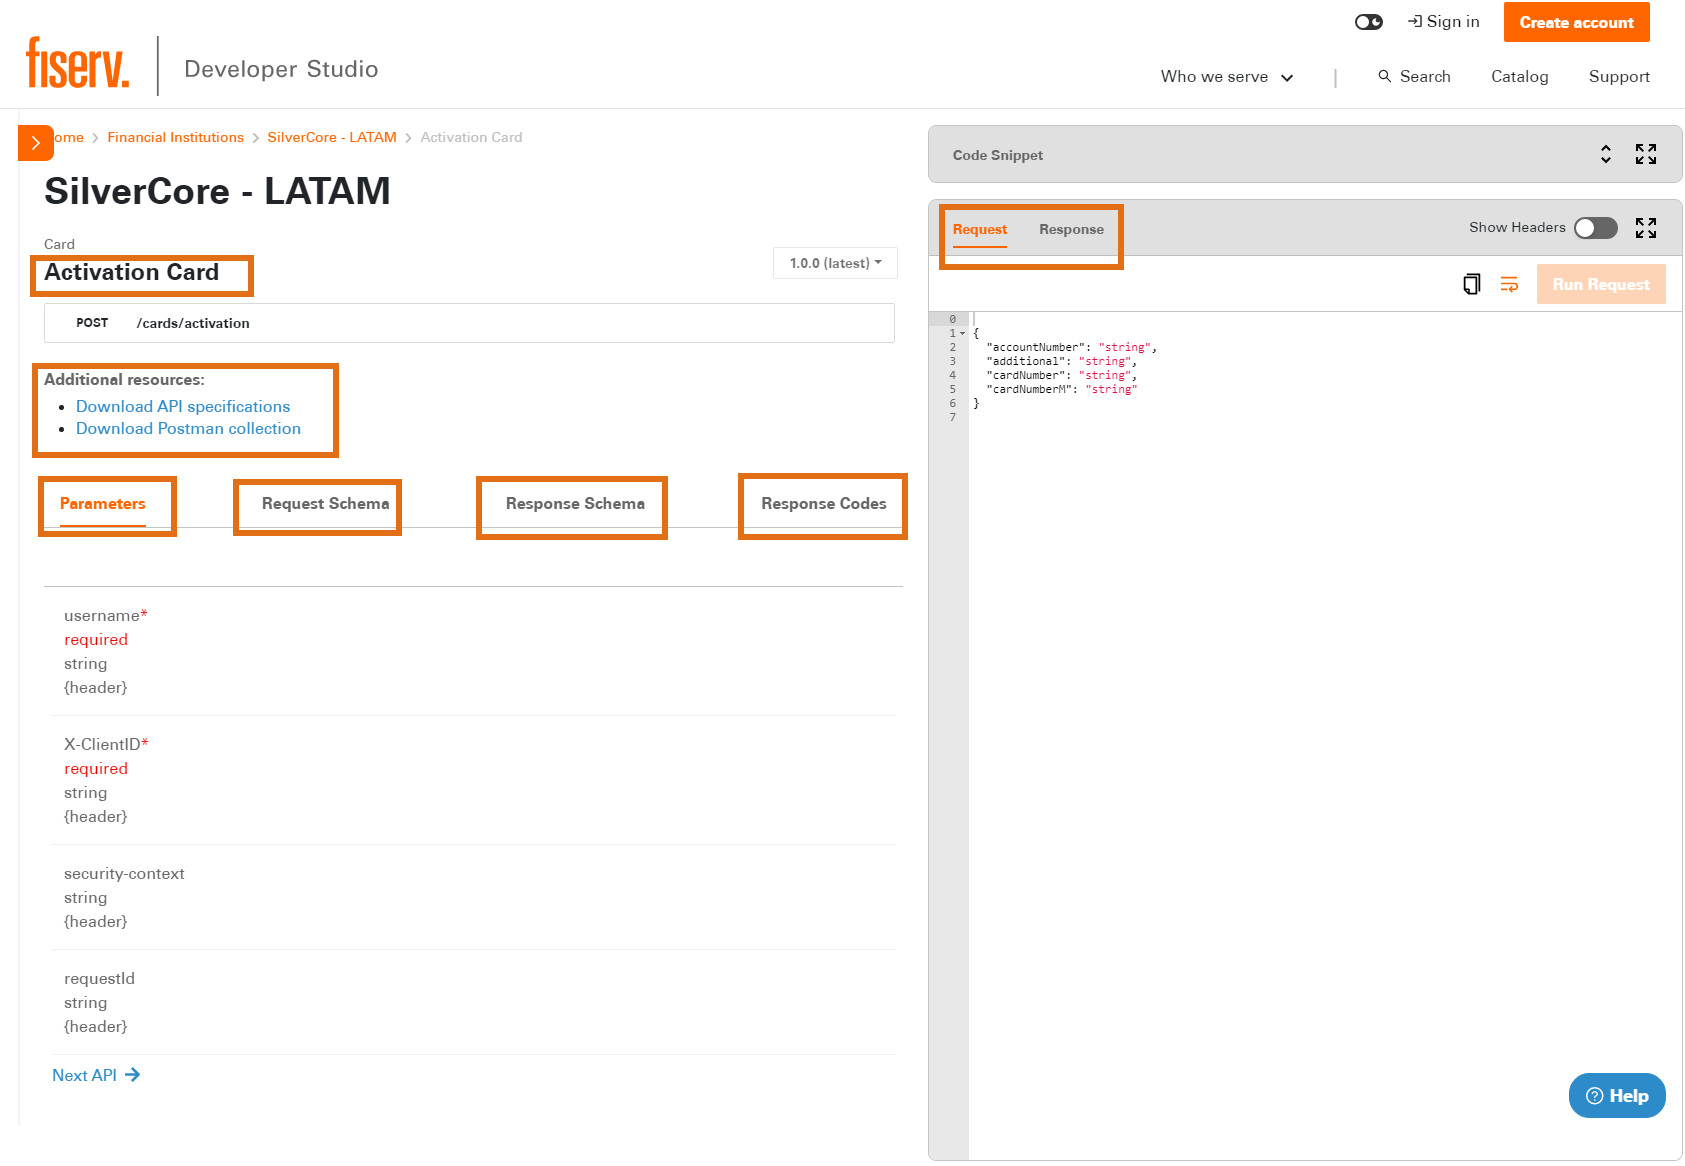 Sign in
Create account
fiserv.
Developer Studio
Who we serve
|
Search
Catalog
Support
ome > Financial Institutions > SilverCore - LATAM > Activation Card
SilverCore - LATAM
Card
Activation Card
1.0.0 (latest)
POST /cards/activation
Additional resources:
• Download API specifications
• Download Postman collection
Parameters
Request Schema
Response Schema
Response Codes
username*
required
string
{header}
X-ClientID*
required
string
{header}
security-context
string
{header}
requestId
string
{header}
Next API →
Code Snippet
Request
Response
Show Headers
Run Request
0
1 {
2 "accountNumber": "string",
3 "additional": "string",
4 "cardNumber": "string",
5 "cardNumberM": "string"
6 }
7
Help